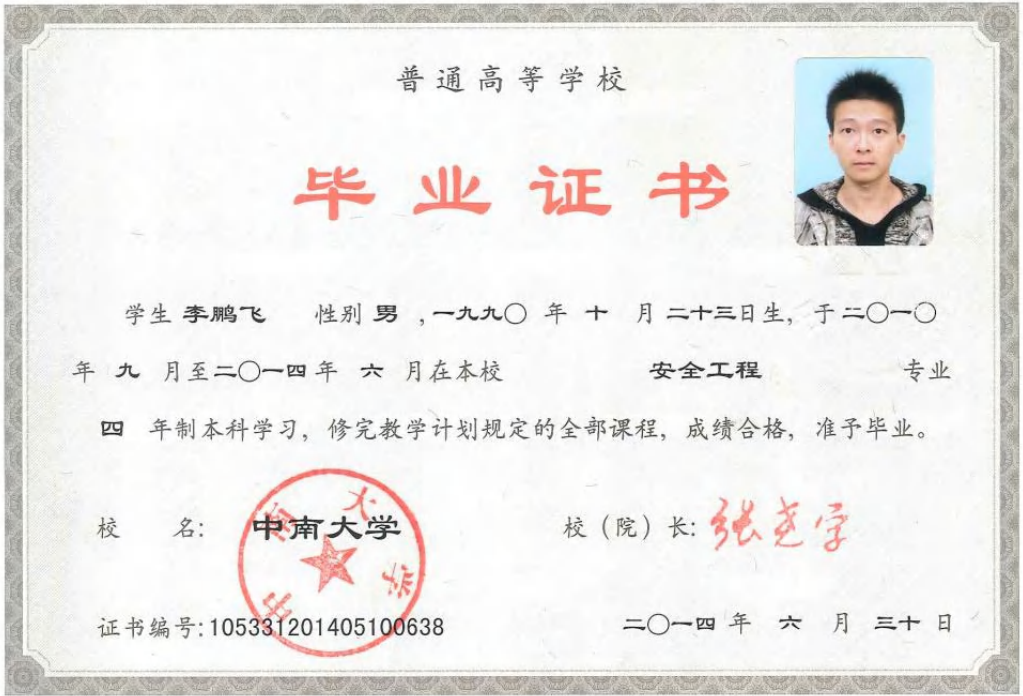 普通高等学校
毕业证书
学生 李鹏飞 性别 男 ,一九九〇 年 十 月 二十三日生, 于二〇一〇
年 九 月至二〇一四年 六 月在本校 安全工程 专业
四 年制本科学习, 修完教学计划规定的全部课程, 成绩合格, 准予毕业。
校 名: 中南大学
中南大学
校（院）长: 张尧学
证书编号:105331201405100638
二〇一四 年 六 月 三十 日